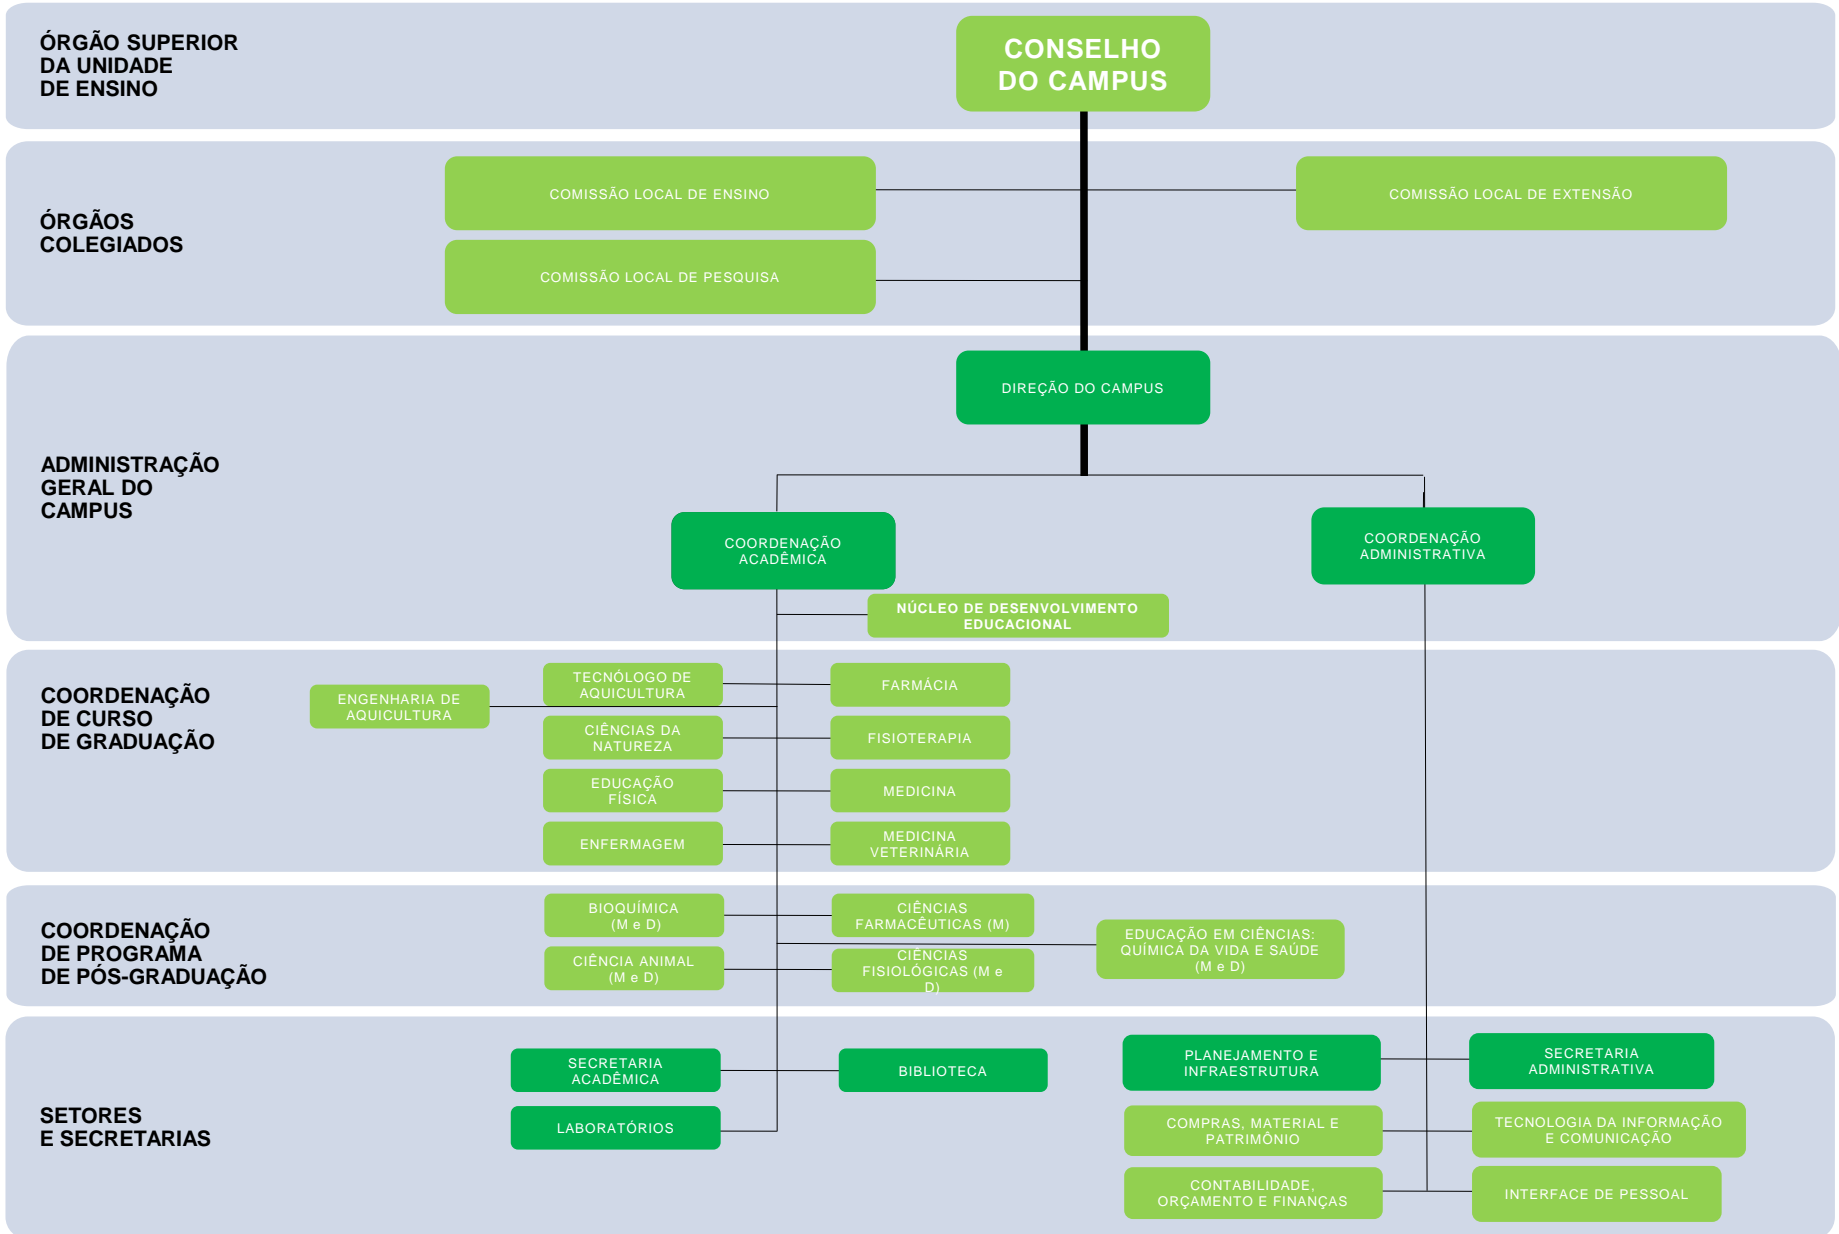 ÓRGÃO SUPERIOR
DA UNIDADE
DE ENSINO
CONSELHO
DO CAMPUS
ÓRGÃOS
COLEGIADOS
COMISSÃO LOCAL DE ENSINO
COMISSÃO LOCAL DE EXTENSÃO
COMISSÃO LOCAL DE PESQUISA
ADMINISTRAÇÃO
GERAL DO
CAMPUS
DIREÇÃO DO CAMPUS
COORDENAÇÃO
ACADÊMICA
COORDENAÇÃO
ADMINISTRATIVA
NÚCLEO DE DESENVOLVIMENTO
EDUCACIONAL
COORDENAÇÃO
DE CURSO
DE GRADUAÇÃO
ENGENHARIA DE
AQUICULTURA
TECNÓLOGO DE
AQUICULTURA
FARMÁCIA
CIÊNCIAS DA
NATUREZA
FISIOTERAPIA
EDUCAÇÃO
FÍSICA
MEDICINA
ENFERMAGEM
MEDICINA
VETERINÁRIA
COORDENAÇÃO
DE PROGRAMA
DE PÓS-GRADUAÇÃO
BIOQUÍMICA
(M e D)
CIÊNCIAS
FARMACÊUTICAS (M)
EDUCAÇÃO EM CIÊNCIAS:
QUÍMICA DA VIDA E SAÚDE
(M e D)
CIÊNCIA ANIMAL
(M e D)
CIÊNCIAS
FISIOLÓGICAS (M e
D)
SETORES
E SECRETARIAS
SECRETARIA
ACADÊMICA
BIBLIOTECA
LABORATÓRIOS
PLANEJAMENTO E
INFRAESTRUTURA
SECRETARIA
ADMINISTRATIVA
COMPRAS, MATERIAL E
PATRIMÔNIO
TECNOLOGIA DA INFORMAÇÃO
E COMUNICAÇÃO
CONTABILIDADE,
ORÇAMENTO E FINANÇAS
INTERFACE DE PESSOAL